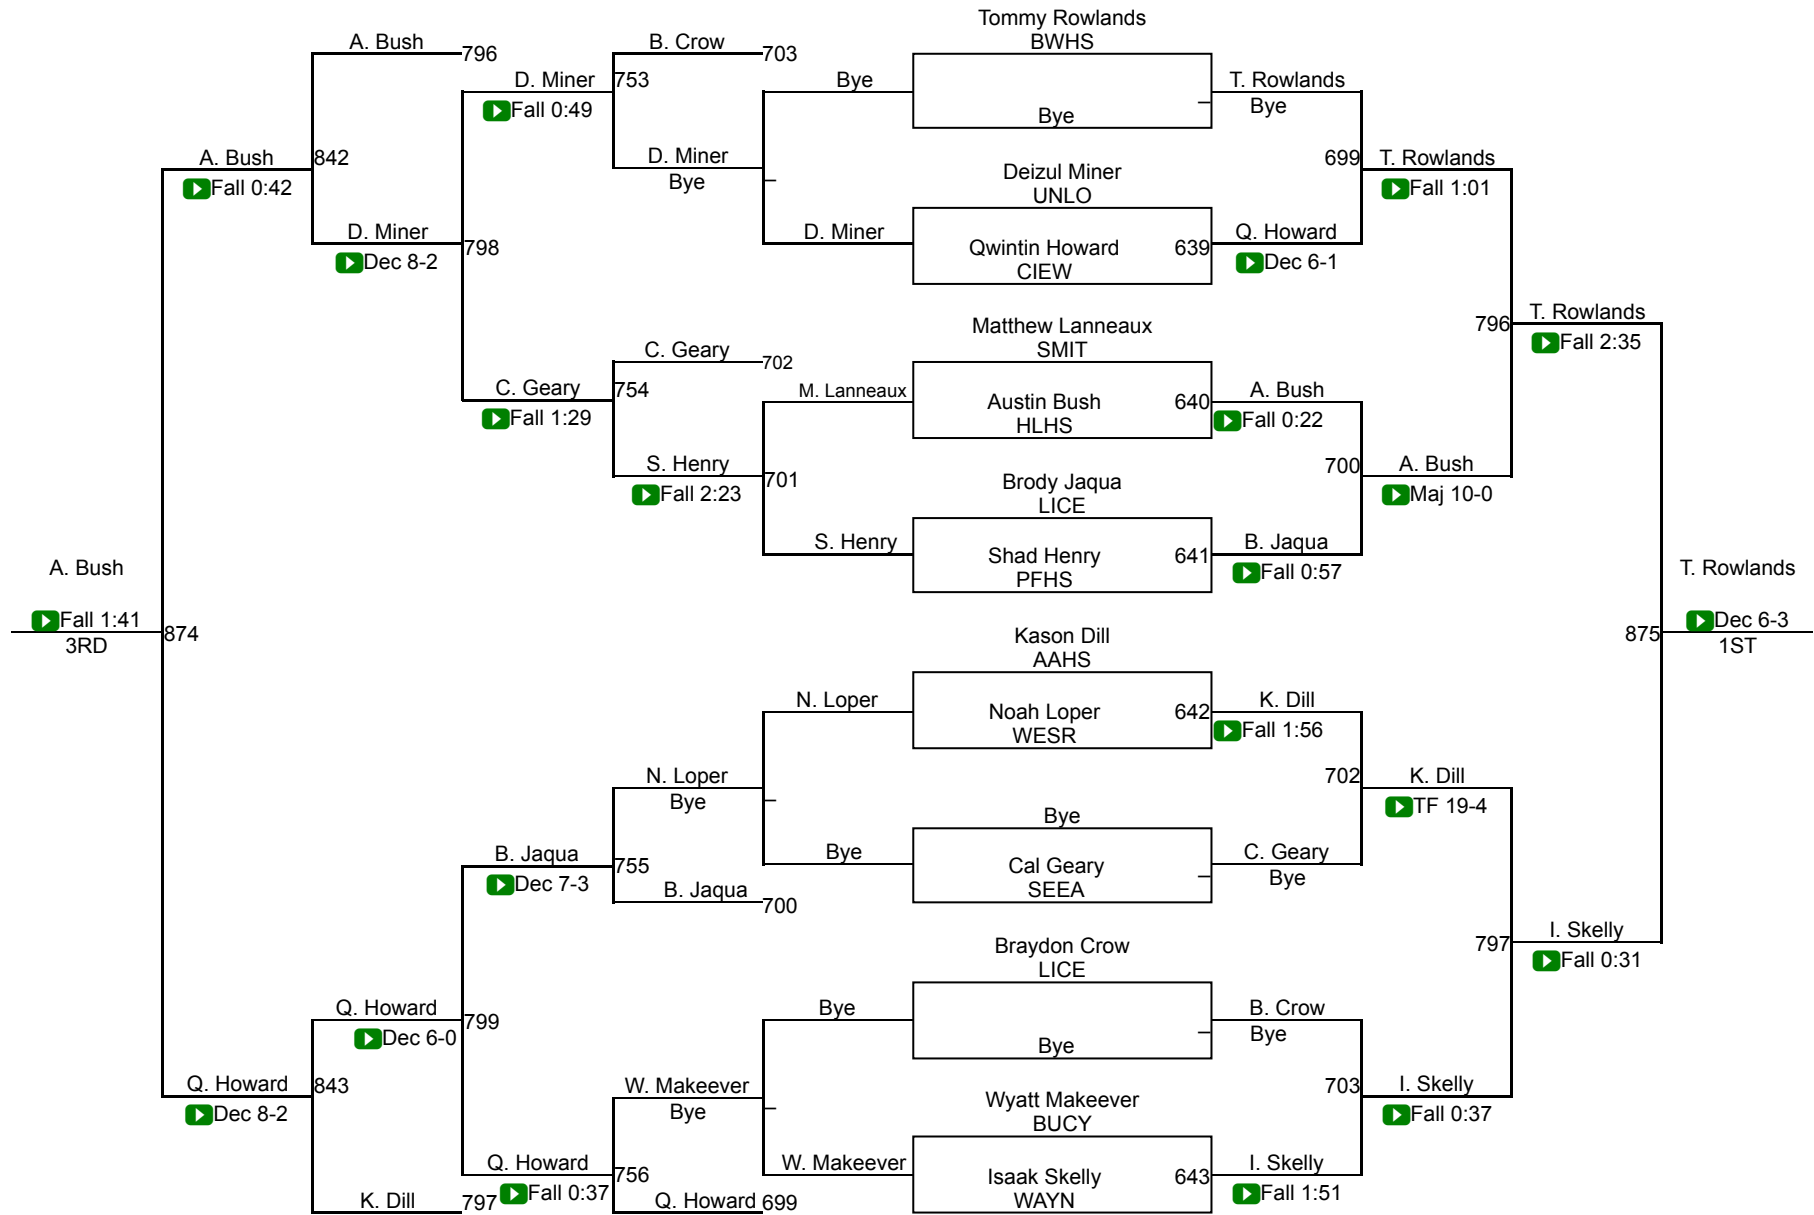 Tommy Rowlands
BWHS
A. Bush
796
B. Crow
703
D. Miner
753
Bye
T. Rowlands
Fall 0:49
Bye
Bye
A. Bush
842
D. Miner
Bye
699
T. Rowlands
Fall 0:42
Deizul Miner
UNLO
Fall 1:01
D. Miner
798
D. Miner
Qwintin Howard
CIEW
639
Q. Howard
Dec 8-2
Dec 6-1
Matthew Lanneaux
SMIT
796
T. Rowlands
Fall 2:35
C. Geary
702
C. Geary
754
M. Lanneaux
Austin Bush
HLHS
640
A. Bush
Fall 1:29
Fall 0:22
S. Henry
701
Fall 2:23
Brody Jaqua
LICE
700
A. Bush
Maj 10-0
S. Henry
Shad Henry
PFHS
641
B. Jaqua
Fall 0:57
A. Bush
T. Rowlands
Fall 1:41
874
3RD
875
Dec 6-3
1ST
Kason Dill
AAHS
N. Loper
Noah Loper
WESR
642
K. Dill
Fall 1:56
N. Loper
Bye
702
K. Dill
TF 19-4
Bye
B. Jaqua
755
Bye
Cal Geary
SEEA
C. Geary
Bye
Dec 7-3
B. Jaqua
700
Braydon Crow
LICE
797
I. Skelly
Fall 0:31
Q. Howard
799
Bye
B. Crow
Dec 6-0
Bye
Bye
Q. Howard
843
W. Makeever
Bye
703
I. Skelly
Dec 8-2
Wyatt Makeever
BUCY
Fall 0:37
Q. Howard
756
W. Makeever
Isaak Skelly
WAYN
643
I. Skelly
Fall 0:37
Fall 1:51
K. Dill
797
Q. Howard
699